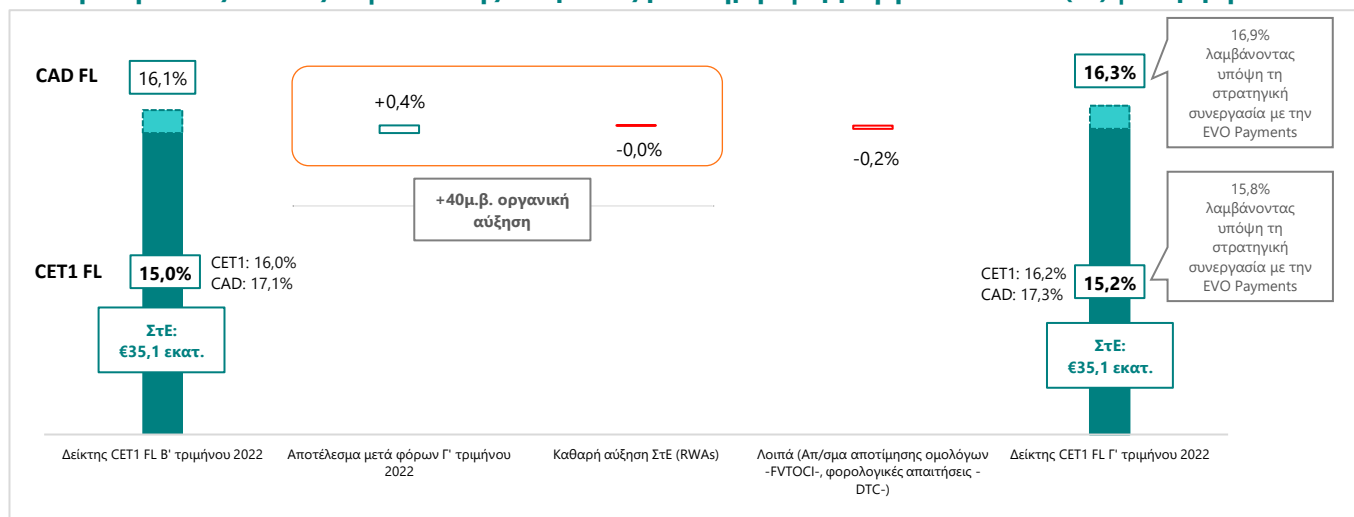 CAD FL
16,1%
+0,4%
-0,0%
-0,2%
16,3%
16,9%
λαμβάνοντας
υπόψη τη
στρατηγική
συνεργασία με την
EVO Payments
+40μ.β. οργανική
αύξηση
CET1 FL
15,0%
CET1: 16,0%
CAD: 17,1%
CET1: 16,2%
CAD: 17,3%
15,2%
15,8%
λαμβάνοντας
υπόψη τη
στρατηγική
συνεργασία με την
EVO Payments
ΣτΕ:
€35,1 εκατ.
ΣτΕ:
€35,1 εκατ.
Δείκτης CET1 FL Β' τριμήνου 2022
Αποτέλεσμα μετά φόρων Γ' τριμήνου
2022
Καθαρή αύξηση ΣτΕ (RWAs)
Λοιπά (Απ/σμα αποτίμησης ομολόγων
-FVTOCI-, φορολογικές απαιτήσεις -
DTC-)
Δείκτης CET1 FL Γ' τριμήνου 2022